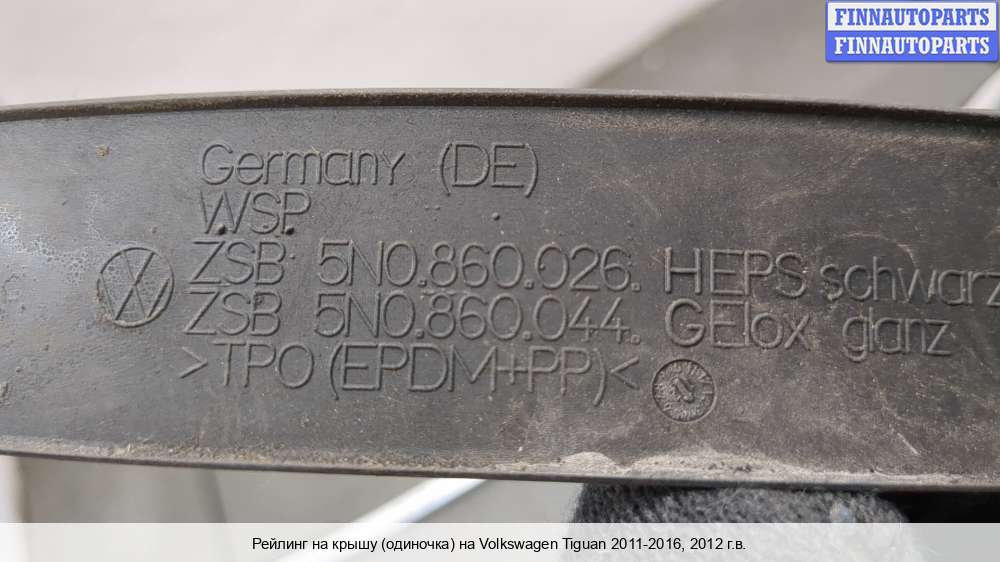 FINNAUTOPARTS
FINNAUTOPARTS
Germany (DE)
WSP
ZSB 5N0.860.026. HEPS schwarz
ZSB 5N0.860.044. GElox glanz
>TPO(EPDM+PP)<
Рейлинг на крышу (одиночка) на Volkswagen Tiguan 2011-2016, 2012 г.в.